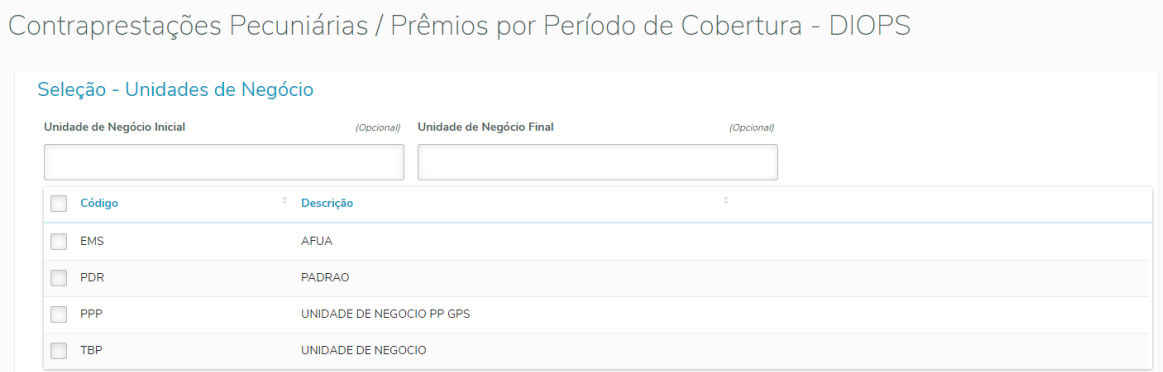 Contraprestações Pecuniárias / Prêmios por Período de Cobertura - DIOPS
Seleção - Unidades de Negócio
Unidade de Negócio Inicial (Opcional) Unidade de Negócio Final (Opcional)
Código Descrição
EMS AFUA
PDR PADRAO
PPP UNIDADE DE NEGOCIO PP GPS
TBP UNIDADE DE NEGOCIO